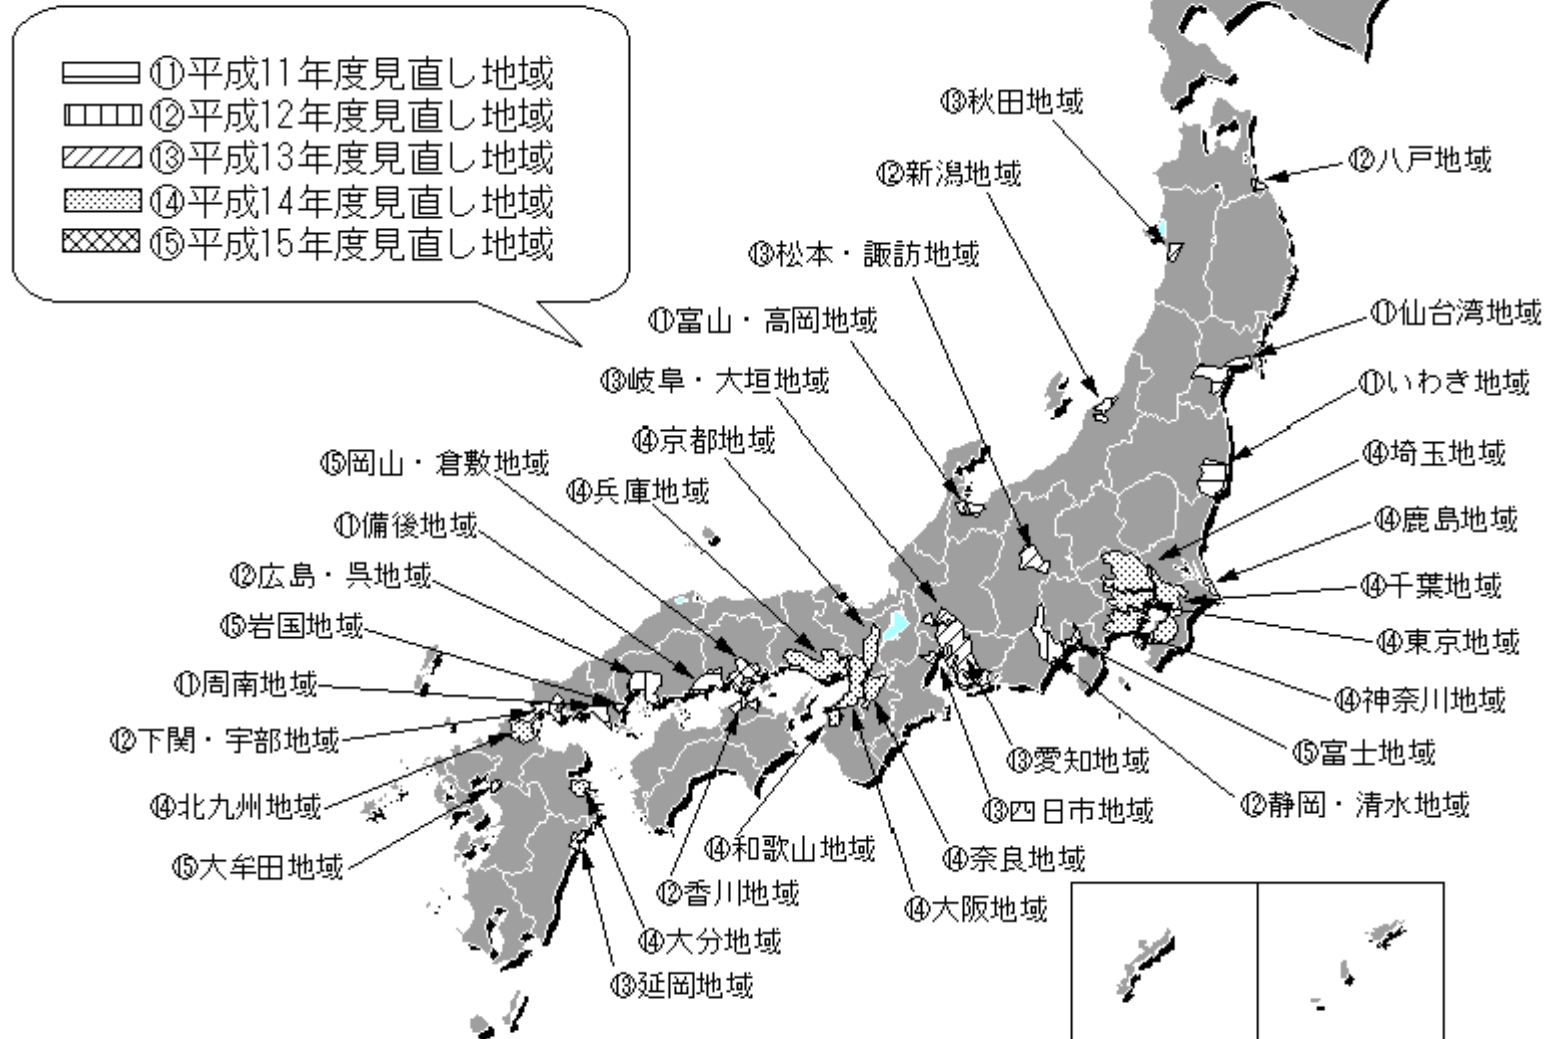 ⑪平成11年度見直し地域
⑫平成12年度見直し地域
⑬平成13年度見直し地域
⑭平成14年度見直し地域
⑮平成15年度見直し地域
⑬秋田地域
⑫八戸地域
⑫新潟地域
⑬松本・諏訪地域
⑪仙台湾地域
⑪富山・高岡地域
⑬岐阜・大垣地域
⑪いわき地域
⑭京都地域
⑭埼玉地域
⑮岡山・倉敷地域
⑭兵庫地域
⑭鹿島地域
⑪備後地域
⑫広島・呉地域
⑭千葉地域
⑮岩国地域
⑭東京地域
⑪周南地域
⑭神奈川地域
⑫下関・宇部地域
⑮富士地域
⑬愛知地域
⑭北九州地域
⑬四日市地域
⑫静岡・清水地域
⑭和歌山地域
⑭奈良地域
⑮大牟田地域
⑫香川地域
⑭大阪地域
⑭大分地域
⑬延岡地域